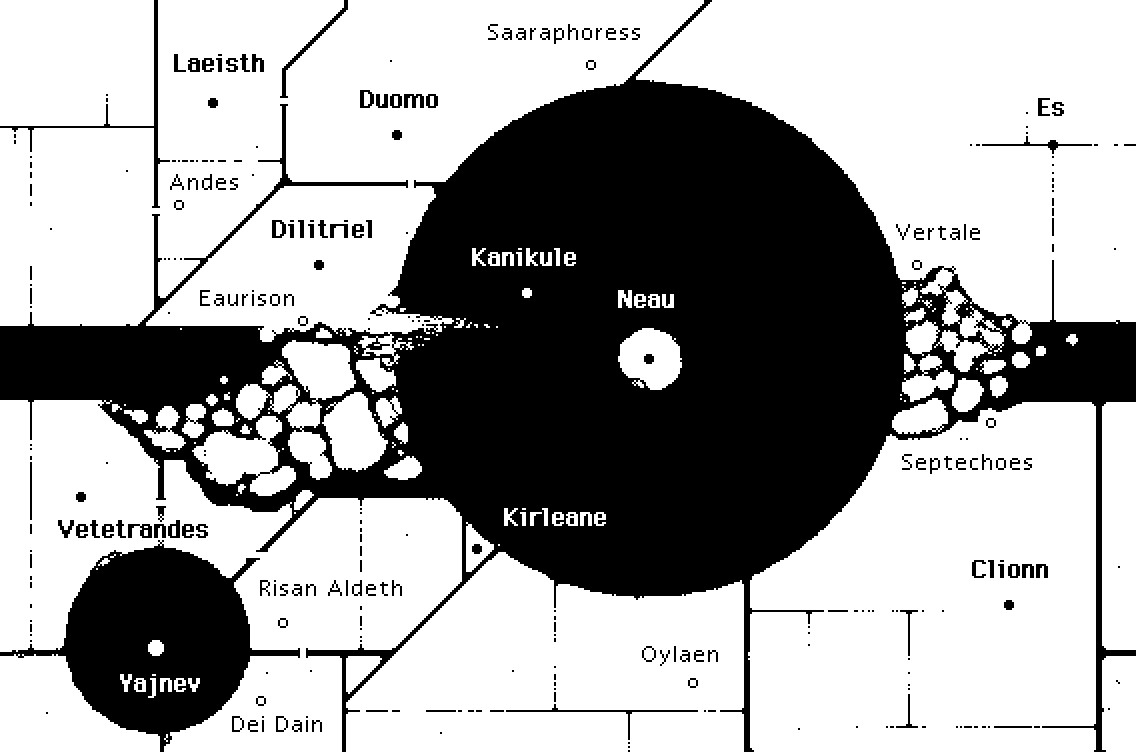 Saaraphoress
Laeisth
Duomo
Es
Andes
Dilitriel
Vertale
Kanikule
Eaurison
Neau
Septechoes
Vetetrandes
Kirleane
Clionn
Risan Aldeth
Oylaen
Yajnev
Dei Dain